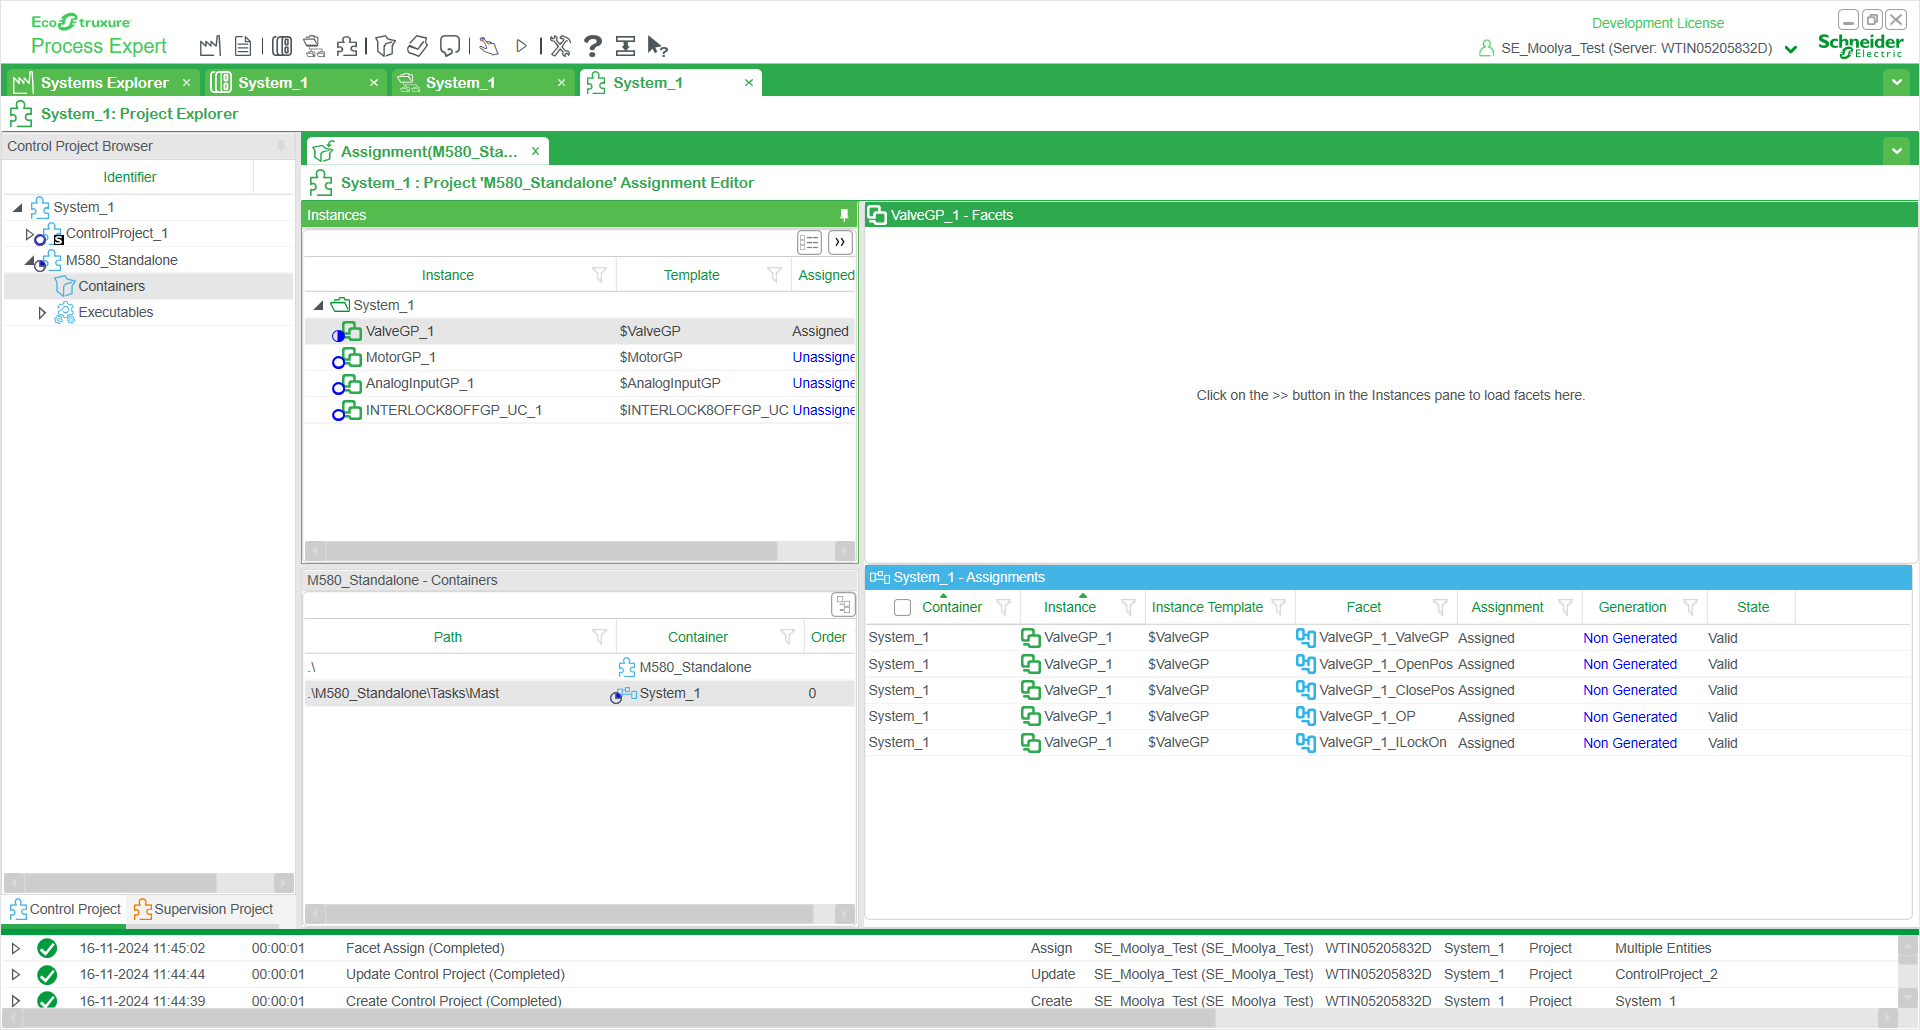 EcoStruxure
Process Expert
Development License
SE_Moolya_Test (Server: WTIN05205832D)
Schneider
Electric
Systems Explorer
System_1
System_1
System_1
System_1: Project Explorer
Control Project Browser
Identifier
System_1
ControlProject_1
S
M580_Standalone
Containers
Executables
Control Project
Supervision Project
Assignment(M580_Sta...
System_1 : Project 'M580_Standalone' Assignment Editor
Instances
»
Instance Template Assigned
System_1
ValveGP_1 $ValveGP Assigned
MotorGP_1 $MotorGP Unassigne
AnalogInputGP_1 $AnalogInputGP Unassigne
INTERLOCK8OFFGP_UC_1 $INTERLOCK8OFFGP_UC Unassigne
ValveGP_1 - Facets
Click on the >> button in the Instances pane to load facets here.
M580_Standalone - Containers
Path Container Order
.\ M580_Standalone
.\M580_Standalone\Tasks\Mast System_1 0
System_1 - Assignments
Container Instance Instance Template Facet Assignment Generation State
System_1 ValveGP_1 $ValveGP ValveGP_1_ValveGP Assigned Non Generated Valid
System_1 ValveGP_1 $ValveGP ValveGP_1_OpenPos Assigned Non Generated Valid
System_1 ValveGP_1 $ValveGP ValveGP_1_ClosePos Assigned Non Generated Valid
System_1 ValveGP_1 $ValveGP ValveGP_1_OP Assigned Non Generated Valid
System_1 ValveGP_1 $ValveGP ValveGP_1_ILockOn Assigned Non Generated Valid
16-11-2024 11:45:02 00:00:01 Facet Assign (Completed) Assign SE_Moolya_Test (SE_Moolya_Test) WTIN05205832D System_1 Project Multiple Entities
16-11-2024 11:44:44 00:00:01 Update Control Project (Completed) Update SE_Moolya_Test (SE_Moolya_Test) WTIN05205832D System_1 Project ControlProject_2
16-11-2024 11:44:39 00:00:01 Create Control Project (Completed) Create SE_Moolya_Test (SE_Moolya_Test) WTIN05205832D System_1 Project System_1